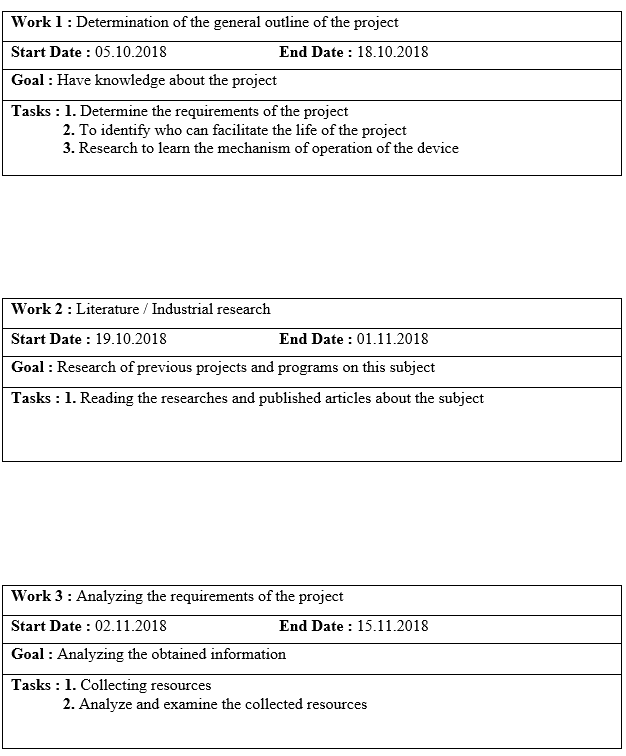 Work 1 : Determination of the general outline of the project
Start Date : 05.10.2018 End Date : 18.10.2018
Goal : Have knowledge about the project
Tasks : 1. Determine the requirements of the project
2. To identify who can facilitate the life of the project
3. Research to learn the mechanism of operation of the device
Work 2 : Literature / Industrial research
Start Date : 19.10.2018 End Date : 01.11.2018
Goal : Research of previous projects and programs on this subject
Tasks : 1. Reading the researches and published articles about the subject
Work 3 : Analyzing the requirements of the project
Start Date : 02.11.2018 End Date : 15.11.2018
Goal : Analyzing the obtained information
Tasks : 1. Collecting resources
2. Analyze and examine the collected resources